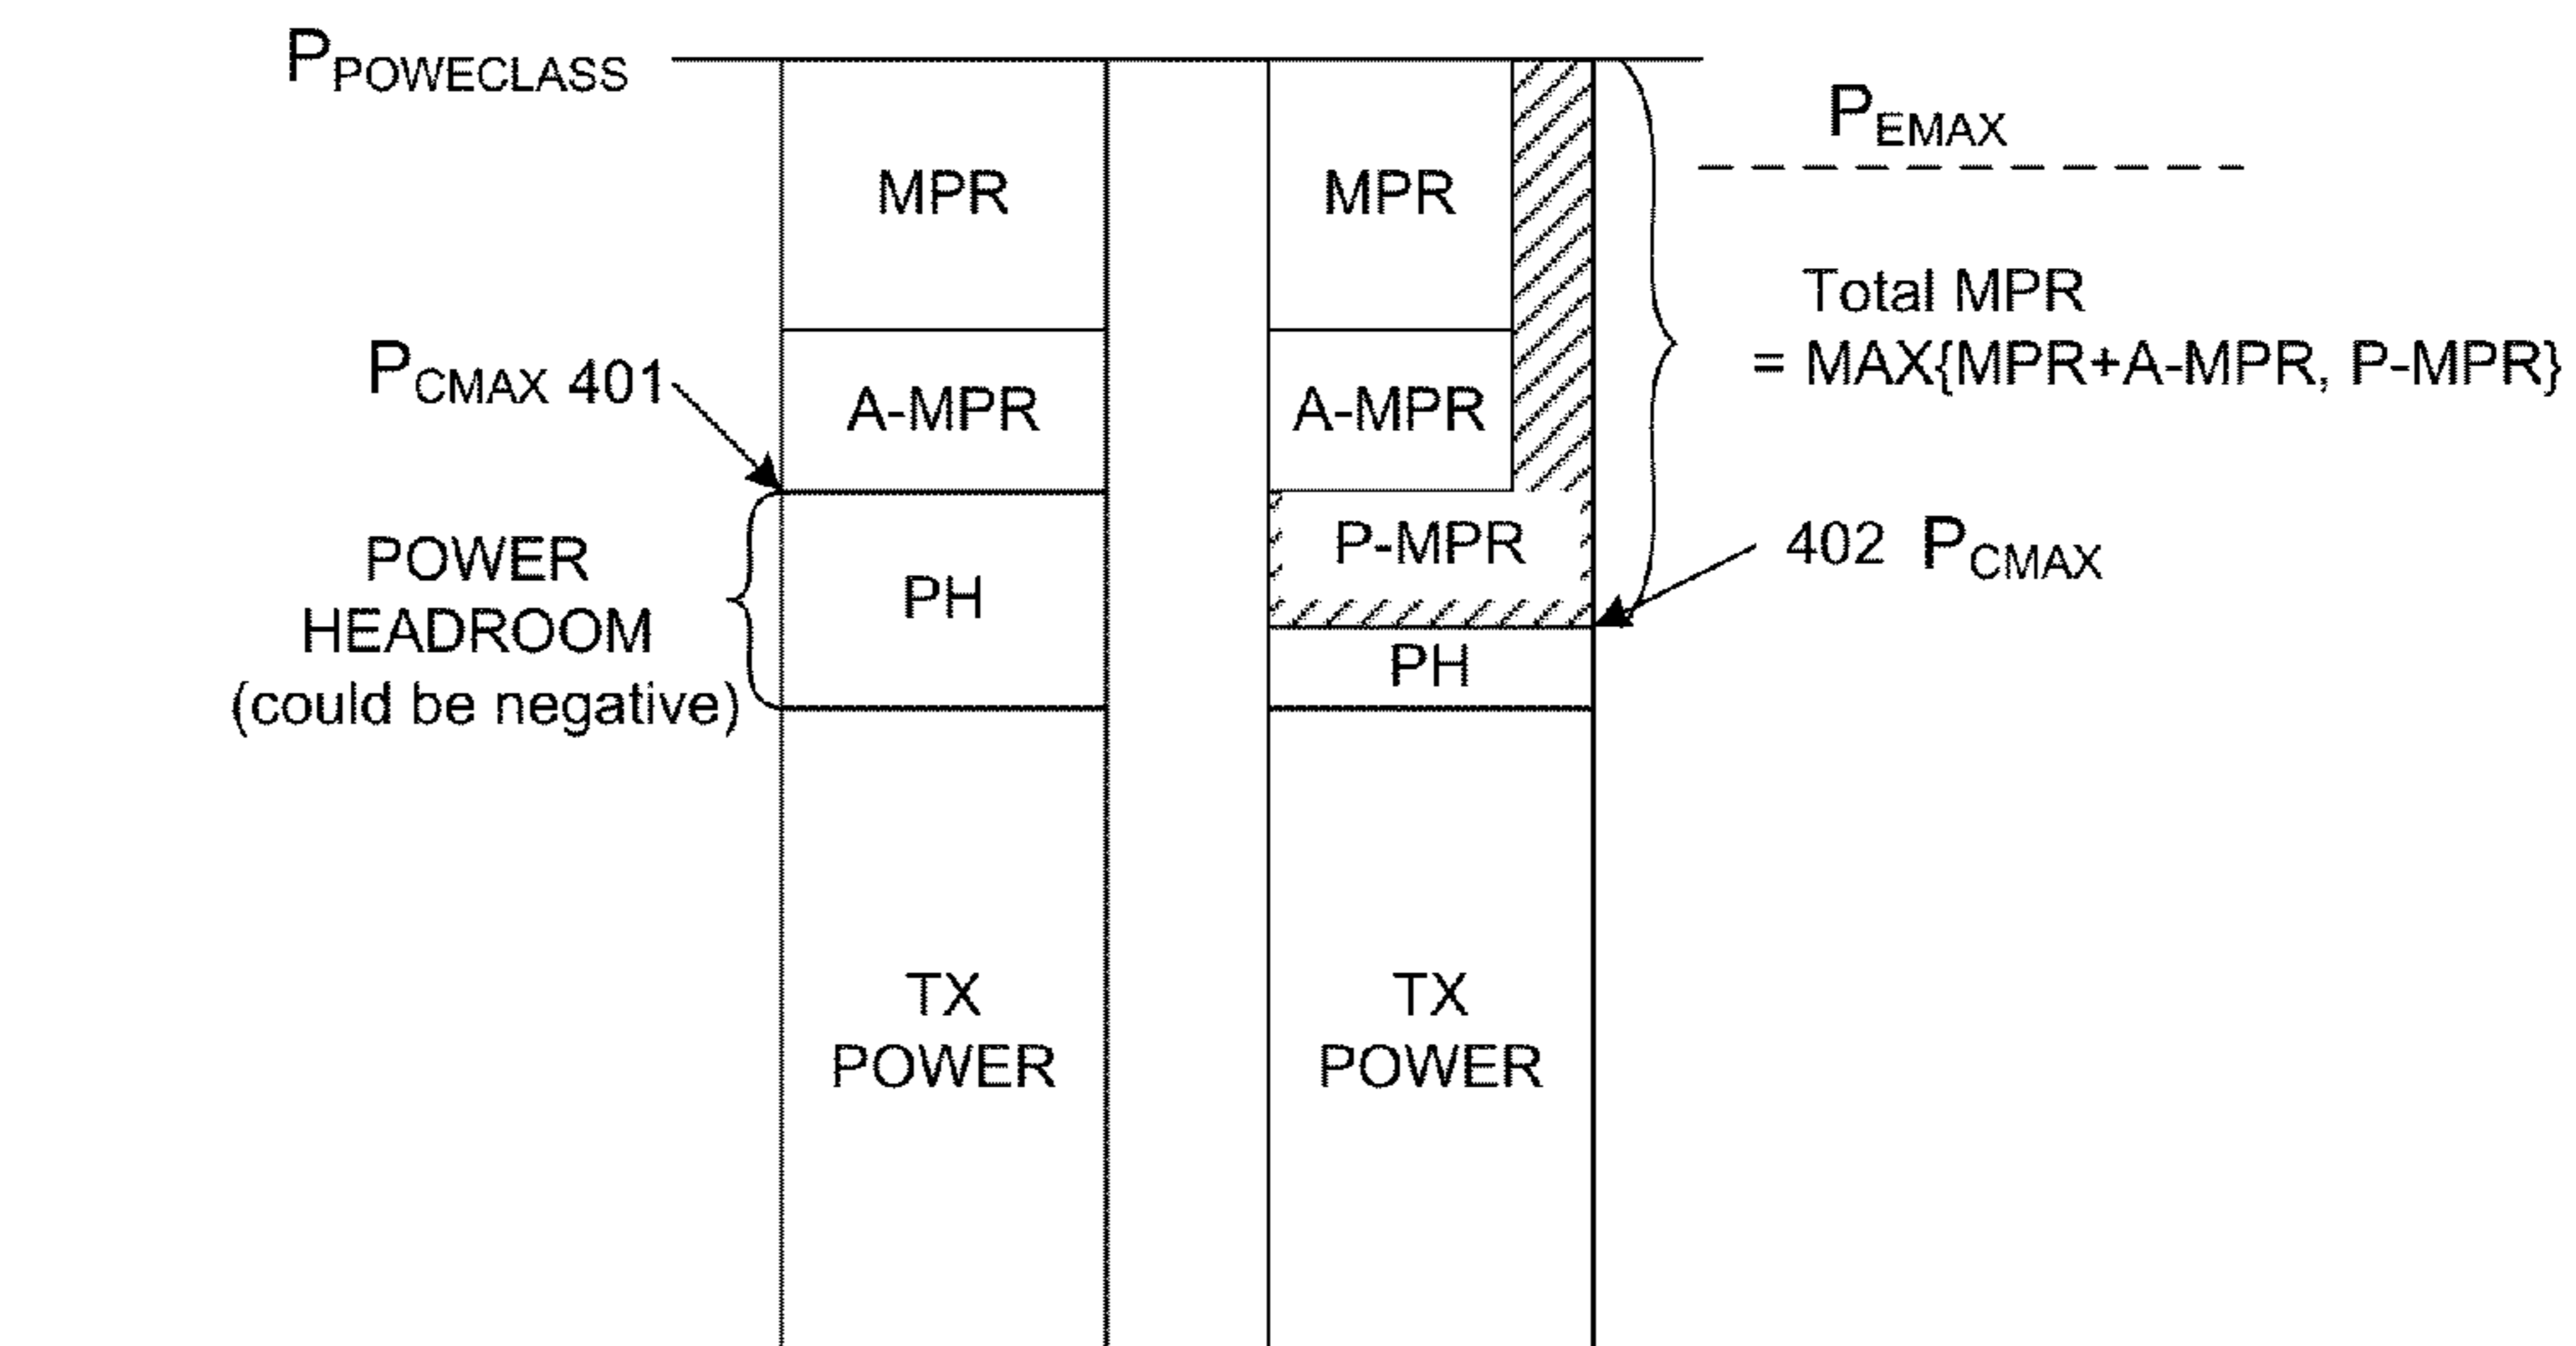 PPOWECLASS
PEMAX
MPR
MPR
Total MPR
= MAX{MPR+A-MPR, P-MPR}
PCMAX 401
A-MPR
A-MPR
POWER
HEADROOM
(could be negative)
PH
P-MPR
402 PCMAX
PH
TX
POWER
TX
POWER